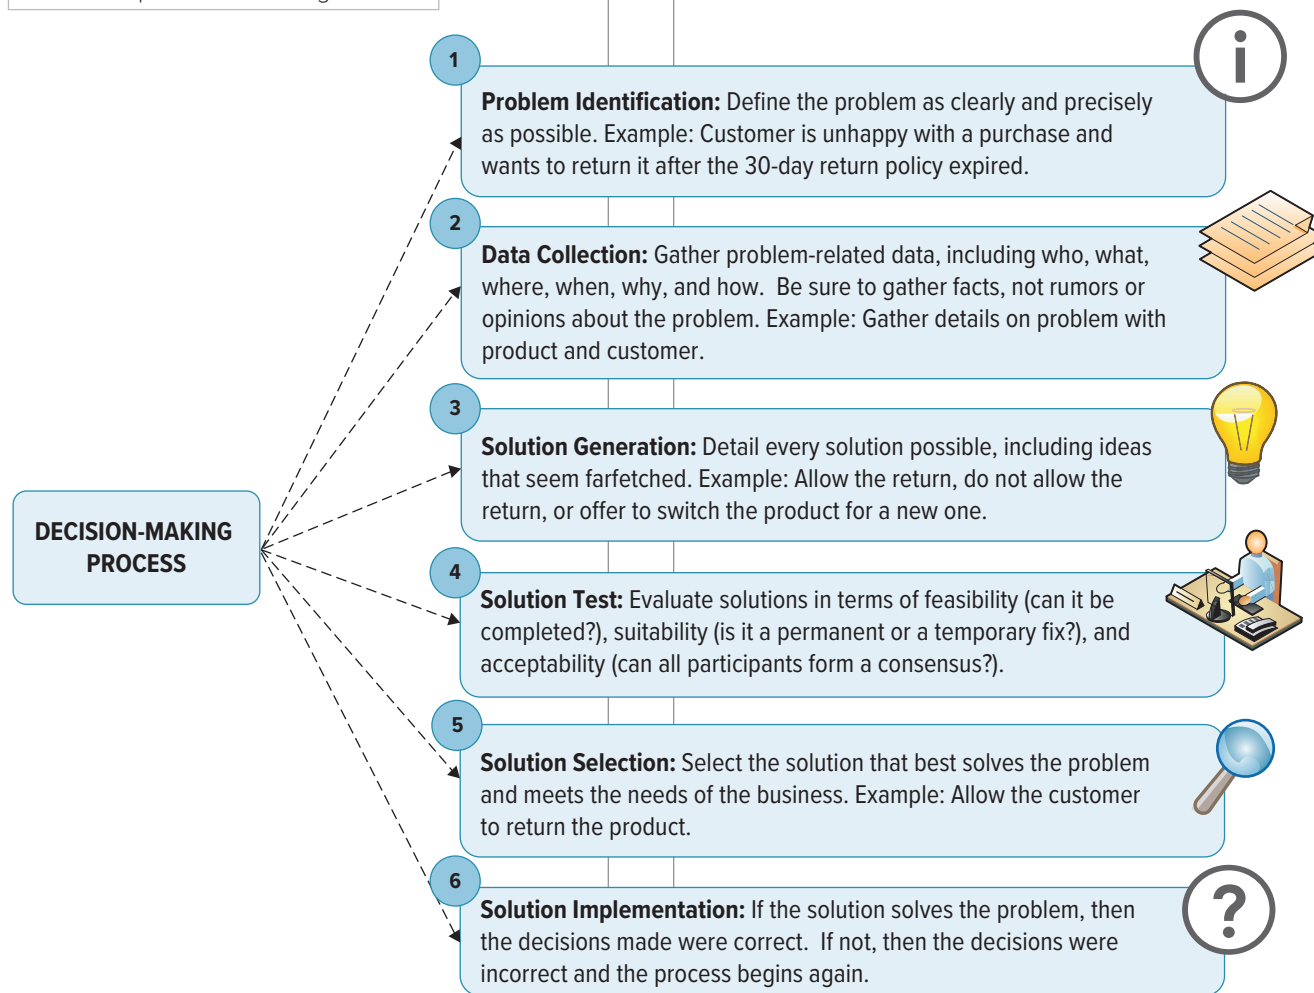 1
Problem Identification: Define the problem as clearly and precisely
as possible. Example: Customer is unhappy with a purchase and
wants to return it after the 30-day return policy expired.
2
Data Collection: Gather problem-related data, including who, what,
where, when, why, and how.  Be sure to gather facts, not rumors or
opinions about the problem. Example: Gather details on problem with
product and customer.
3
Solution Generation: Detail every solution possible, including ideas
that seem farfetched. Example: Allow the return, do not allow the
return, or offer to switch the product for a new one.
DECISION-MAKING
PROCESS
4
Solution Test: Evaluate solutions in terms of feasibility (can it be
completed?), suitability (is it a permanent or a temporary fix?), and
acceptability (can all participants form a consensus?).
5
Solution Selection: Select the solution that best solves the problem
and meets the needs of the business. Example: Allow the customer
to return the product.
6
Solution Implementation: If the solution solves the problem, then
the decisions made were correct.  If not, then the decisions were
incorrect and the process begins again.
i
?